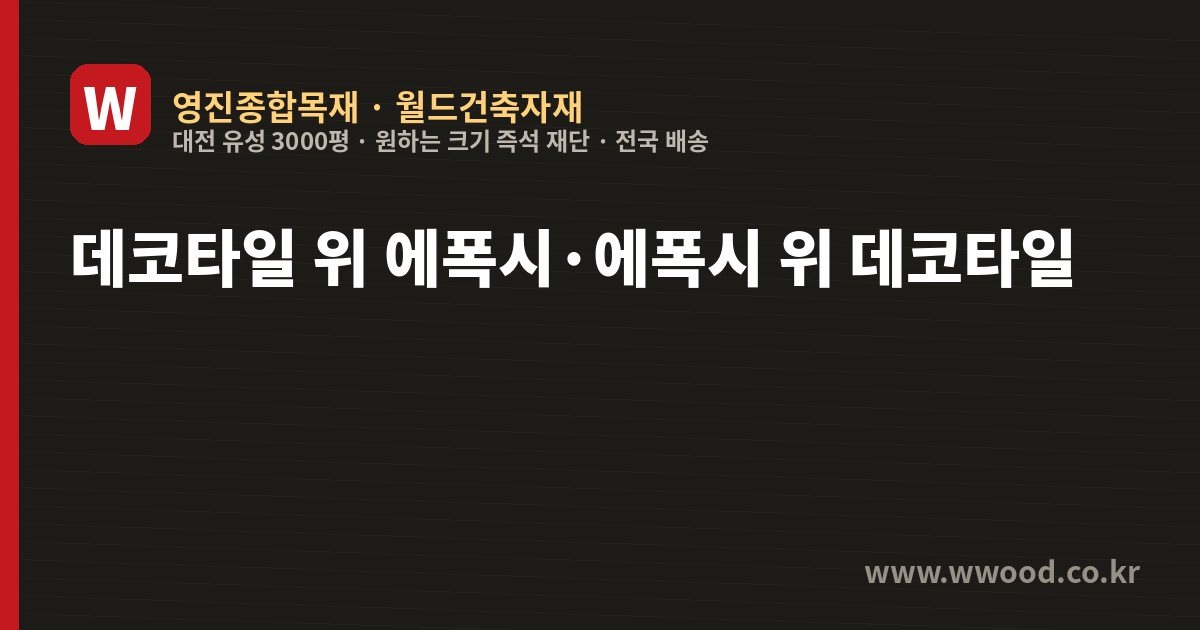 W
영진종합목재 · 월드건축자재
대전 유성 3000평 · 원하는 크기 즉석 재단 · 전국 배송
데코타일 위 에폭시·에폭시 위 데코타일
www.wwood.co.kr